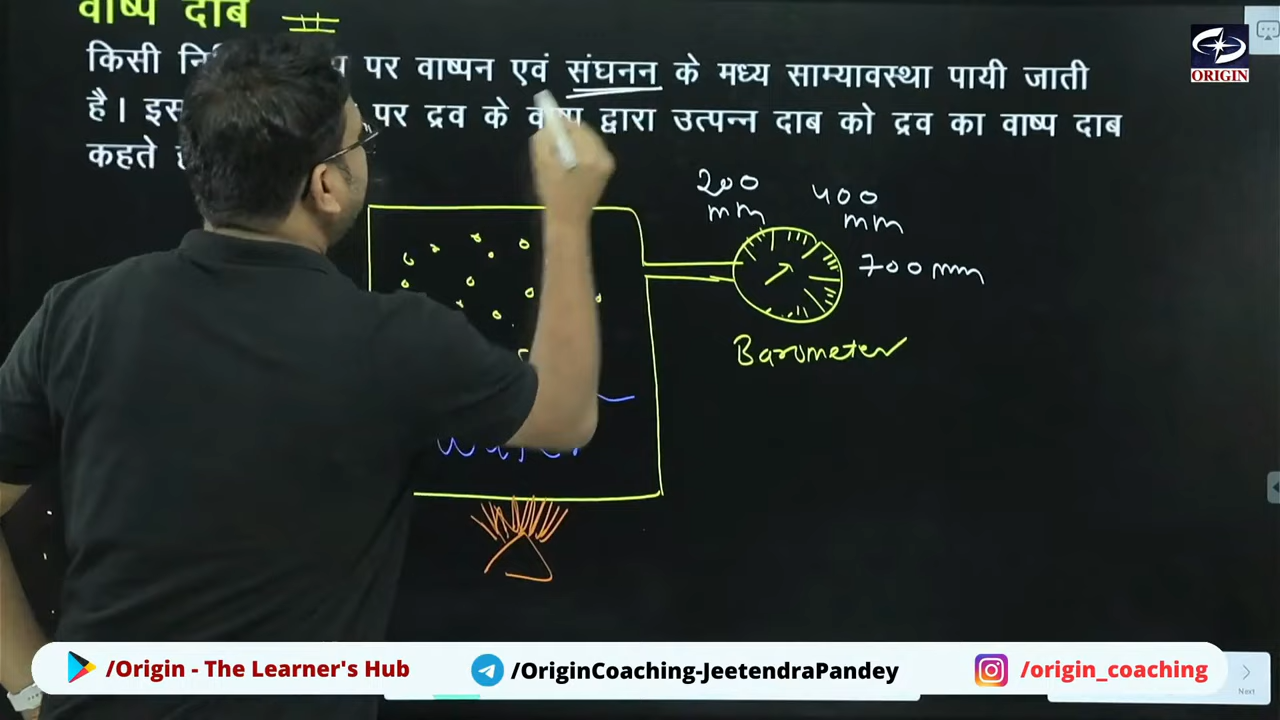 वाष्प दाब
किसी पर वाष्पन एवं संघनन के मध्य साम्यावस्था पायी जाती
है। इस पर द्रव के द्वारा उत्पन्न दाब को द्रव का वाष्प दाब
कहते
ORIGIN
200 mm
400 mm
700 mm
Barometer
/Origin - The Learner's Hub
/OriginCoaching-JeetendraPandey
/origin_coaching
Next